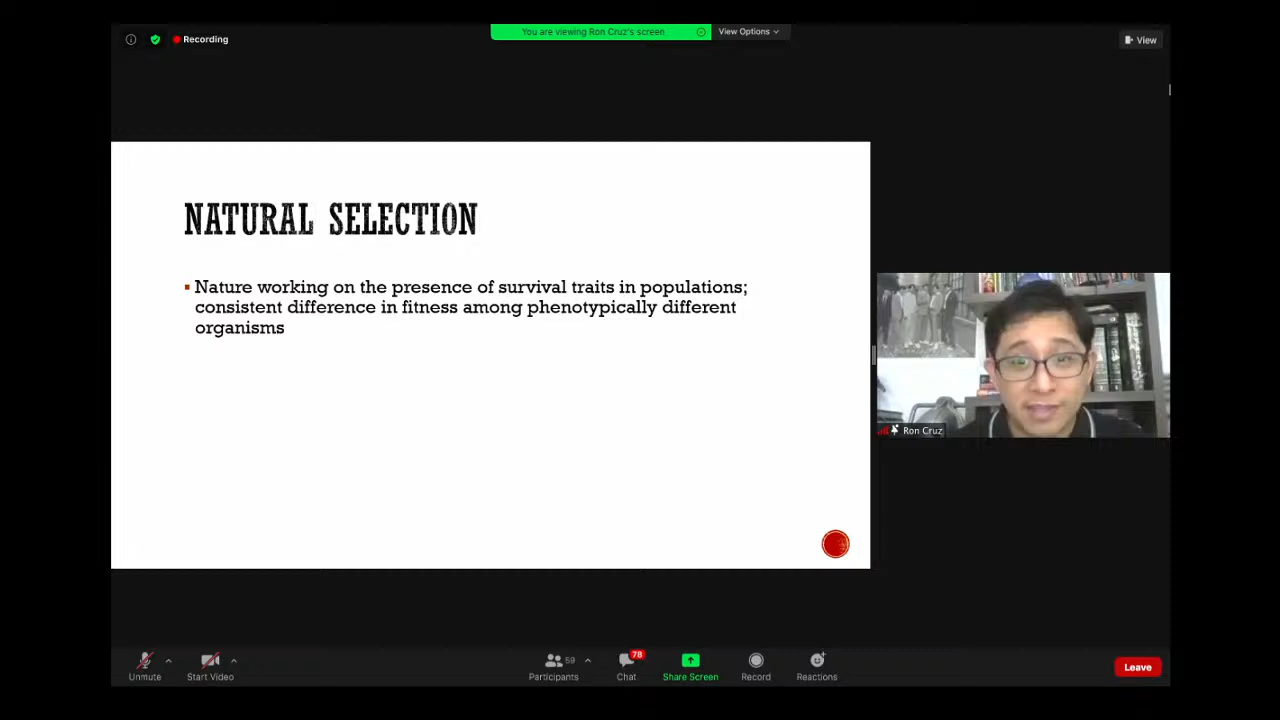 Recording
You are viewing Ron Cruz's screen
View Options
View
NATURAL SELECTION
Nature working on the presence of survival traits in populations;
consistent difference in fitness among phenotypically different
organisms
Ron Cruz
Unmute
Start Video
59
Participants
78
Chat
Share Screen
Record
Reactions
Leave